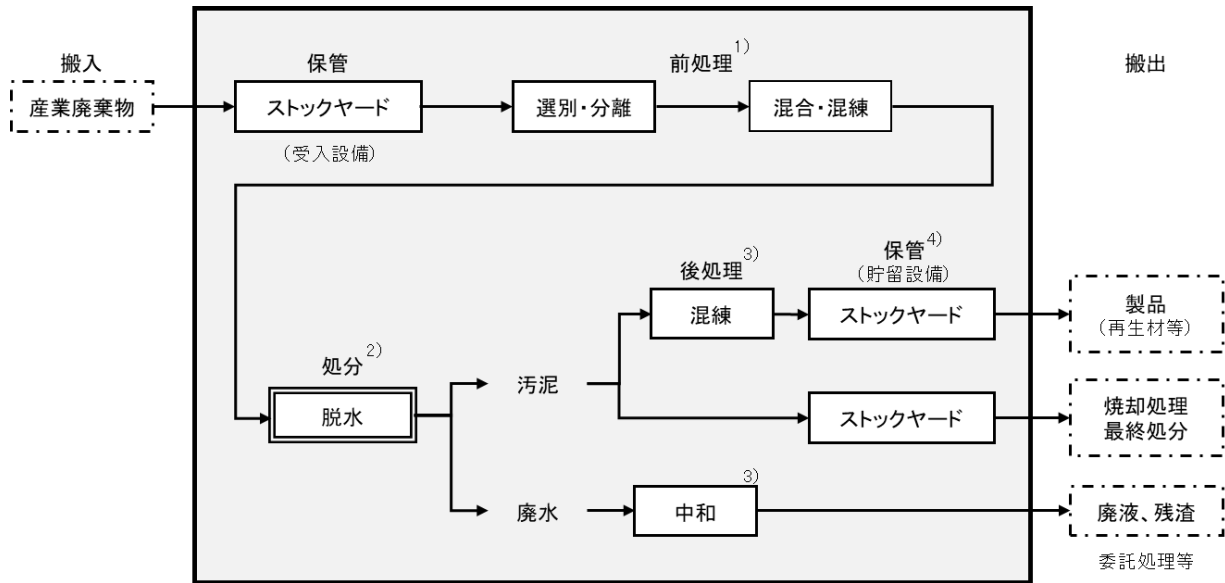 搬入
保管
前処理1)
搬出
産業廃棄物
ストックヤード
選別・分離
混合・混練
(受入設備)
後処理3)
保管4)
(貯留設備)
混練
ストックヤード
製品
(再生材等)
処分2)
脱水
汚泥
ストックヤード
焼却処理
最終処分
廃水
3)
中和
廃液、残渣
委託処理等